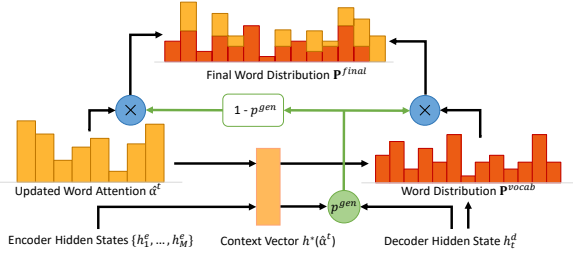 Final Word Distribution 𝐏^{final}
×
×
1 - p^{gen}
Updated Word Attention α̂^t
Word Distribution 𝐏^{vocab}
p^{gen}
Encoder Hidden States {h_1^e, …, h_M^e}
Context Vector h*(α̂^t)
Decoder Hidden State h_t^d